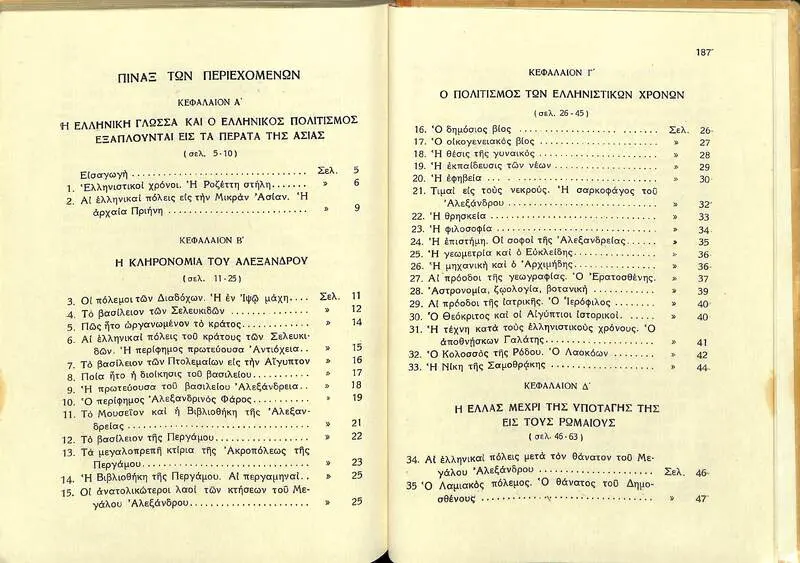 ΠΙΝΑΞ ΤΩΝ ΠΕΡΙΕΧΟΜΕΝΩΝ
ΚΕΦΑΛΑΙΟΝ Α΄
Ἡ ΕΛΛΗΝΙΚΗ ΓΛΩΣΣΑ ΚΑΙ Ο ΕΛΛΗΝΙΚΟΣ ΠΟΛΙΤΙΣΜΟΣ
ΕΞΑΠΛΟΥΝΤΑΙ ΕΙΣ ΤΑ ΠΕΡΑΤΑ ΤΗΣ ΑΣΙΑΣ
(σελ. 5-10)
Εἰσαγωγή ........ Σελ. 5
1. Ἑλληνιστικοί χρόνοι. Ἡ Ροζέττη στήλη....... » 6
2. Αἱ ἑλληνικαί πόλεις εἰς τήν Μικράν Ἀσίαν. Ἡ
ἀρχαία Πριήνη ........ » 9
ΚΕΦΑΛΑΙΟΝ Β΄
Η ΚΛΗΡΟΝΟΜΙΑ ΤΟΥ ΑΛΕΞΑΝΔΡΟΥ
(σελ. 11-25)
3. Οἱ πόλεμοι τῶν Διαδόχων. Ἡ ἐν Ἰψῷ μάχη.... Σελ. 11
4. Τό βασίλειον τῶν Σελευκιδῶν ........ » 12
5. Πῶς ἦτο ὠργανωμένον τό κράτος........ » 14
6. Αἱ ἑλληνικαί πόλεις τοῦ κράτους τῶν Σελευκι-
δῶν. Ἡ περίφημος πρωτεύουσα Ἀντιόχεια.. » 15
7. Τό βασίλειον τῶν Πτολεμαίων εἰς τήν Αἴγυπτον » 16
8. Ποία ἦτο ἡ διοίκησις τοῦ βασιλείου..... » 17
9. Ἡ πρωτεύουσα τοῦ βασιλείου Ἀλεξάνδρεια.. » 18
10. Ὁ περίφημος Ἀλεξανδρινός Φάρος........ » 19
11. Τό Μουσεῖον καί ἡ Βιβλιοθήκη τῆς Ἀλεξαν-
δρείας ........ » 21
12. Τό βασίλειον τῆς Περγάμου........ » 22
13. Τά μεγαλοπρεπῆ κτίρια τῆς Ἀκροπόλεως τῆς
Περγάμου........ » 23
14. Ἡ Βιβλιοθήκη τῆς Περγάμου. Αἱ περγαμηναί.. » 25
15. Οἱ ἀνατολικώτεροι λαοί τῶν κτήσεων τοῦ Με-
γάλου Ἀλεξάνδρου........ » 25
187
ΚΕΦΑΛΑΙΟΝ Γ΄
Ο ΠΟΛΙΤΙΣΜΟΣ ΤΩΝ ΕΛΛΗΝΙΣΤΙΚΩΝ ΧΡΟΝΩΝ
(σελ. 26-45)
16. Ὁ δημόσιος βίος ........ Σελ. 26
17. Ὁ οἰκογενειακός βίος ........ » 27
18. Ἡ θέσις τῆς γυναικός ........ » 28
19. Ἡ ἐκπαίδευσις τῶν νέων ........ » 29
20. Ἡ ἐφηβεία ........ » 30
21. Τιμαί εἰς τούς νεκρούς. Ἡ σαρκοφάγος τοῦ
Ἀλεξάνδρου ........ » 32
22. Ἡ θρησκεία ........ » 33
23. Ἡ φιλοσοφία ........ » 34
24. Ἡ ἐπιστήμη. Οἱ σοφοί τῆς Ἀλεξανδρείας..... » 35
25. Ἡ γεωμετρία καί ὁ Εὐκλείδης........ » 36
26. Ἡ μηχανική καί ὁ Ἀρχιμήδης........ » 36
27. Αἱ πρόοδοι τῆς γεωγραφίας. Ὁ Ἐρατοσθένης. » 37
28. Ἀστρονομία, ζωολογία, βοτανική ........ » 39
29. Αἱ πρόοδοι τῆς ἰατρικῆς. Ὁ Ἱερόφιλος ..... » 40
30. Ὁ Θεόκριτος καί οἱ Αἰγύπτιοι ἱστορικοί. .... » 40
31. Ἡ τέχνη κατά τούς ἑλληνιστικούς χρόνους. Ὁ
ἀποθνῄσκων Γαλάτης........ » 41
32. Ὁ Κολοσσός τῆς Ρόδου. Ὁ Λαοκόων ..... » 42
33. Ἡ Νίκη τῆς Σαμοθρᾴκης ........ » 44
ΚΕΦΑΛΑΙΟΝ Δ΄
Η ΕΛΛΑΣ ΜΕΧΡΙ ΤΗΣ ΥΠΟΤΑΓΗΣ ΤΗΣ
ΕΙΣ ΤΟΥΣ ΡΩΜΑΙΟΥΣ
(σελ. 46-63)
34. Αἱ ἑλληνικαί πόλεις μετά τόν θάνατον τοῦ Με-
γάλου Ἀλεξάνδρου ........ Σελ. 46
35 Ὁ Λαμιακός πόλεμος. Ὁ θάνατος τοῦ Δημο-
σθένους ........ » 47